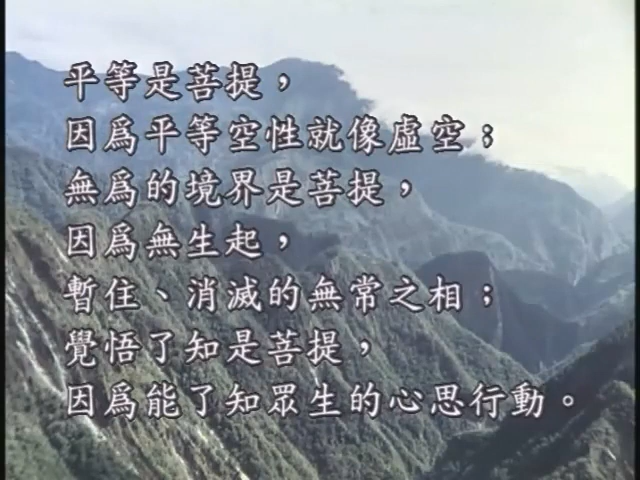 平等是菩提，
因爲平等空性就像虛空；
無爲的境界是菩提，
因爲無生起，
暫住、消滅的無常之相；
覺悟了知是菩提，
因爲能了知眾生的心思行動。